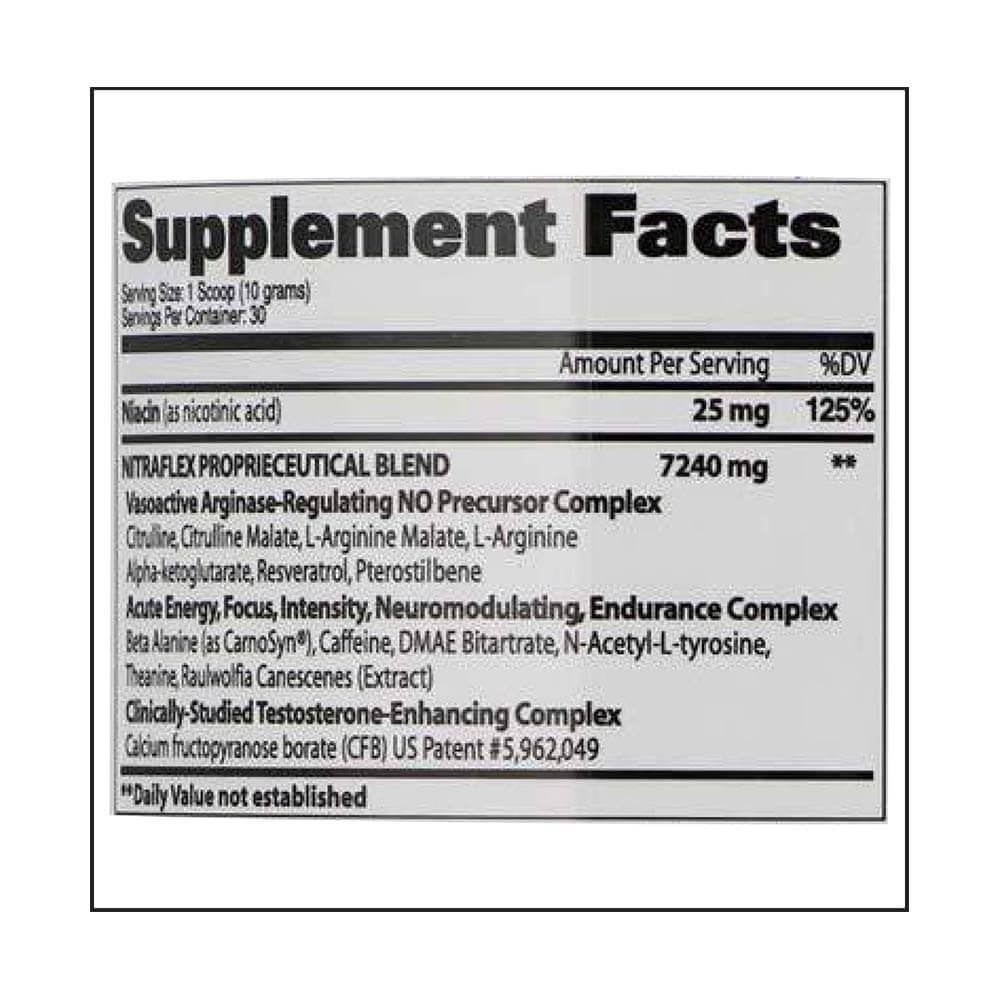 Supplement Facts
Serving Size: 1 Scoop (10 grams)
Servings Per Container: 30
Amount Per Serving %DV
Niacin (as nicotinic acid) 25 mg 125%
NITRAFLEX PROPRIECEUTICAL BLEND 7240 mg **
Vasoactive Arginase-Regulating NO Precursor Complex
Citrulline, Citrulline Malate, L-Arginine Malate, L-Arginine
Alpha-ketoglutarate, Resveratrol, Pterostilbene
Acute Energy, Focus, Intensity, Neuromodulating, Endurance Complex
Beta Alanine (as CarnoSyn®), Caffeine, DMAE Bitartrate, N-Acetyl-L-tyrosine,
Theanine, Raulwolfia Canescenes (Extract)
Clinically-Studied Testosterone-Enhancing Complex
Calcium fructopyranose borate (CFB) US Patent #5,962,049
**Daily Value not established